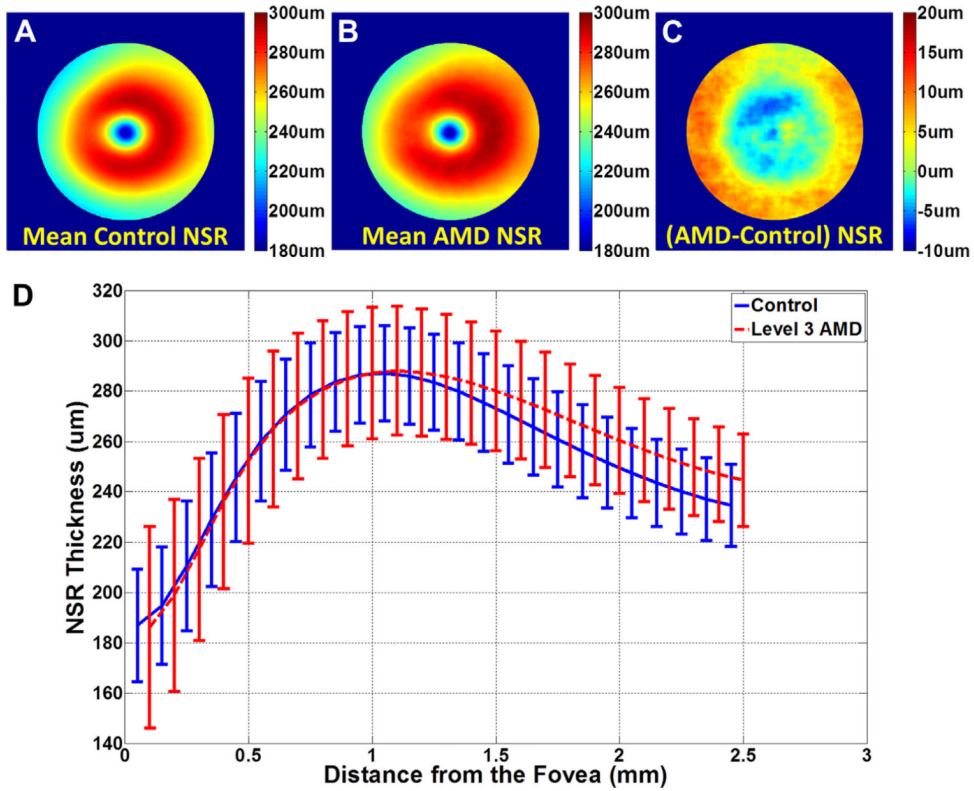 A
Mean Control NSR
300um
280um
260um
240um
220um
200um
180um
B
Mean AMD NSR
300um
280um
260um
240um
220um
200um
180um
C
(AMD-Control) NSR
20um
15um
10um
5um
0um
-5um
-10um
D
NSR Thickness (um)
320
300
280
260
240
220
200
180
160
140
Control
Level 3 AMD
0 0.5 1 1.5 2 2.5 3
Distance from the Fovea (mm)